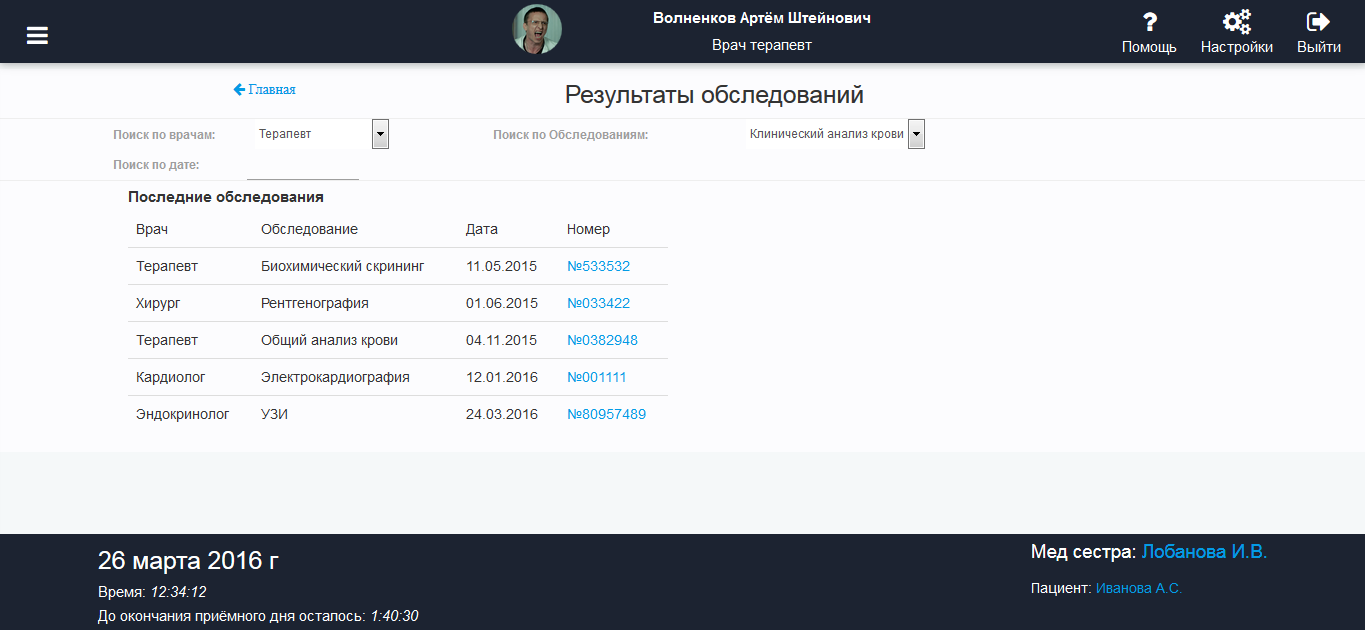 Волненков Артём Штейнович
Врач терапевт
Помощь
Настройки
Выйти
Главная
Результаты обследований
Поиск по врачам: Терапевт Поиск по Обследованиям: Клинический анализ крови
Поиск по дате:
Последние обследования
Врач Обследование Дата Номер
Терапевт Биохимический скрининг 11.05.2015 №533532
Хирург Рентгенография 01.06.2015 №033422
Терапевт Общий анализ крови 04.11.2015 №0382948
Кардиолог Электрокардиография 12.01.2016 №001111
Эндокринолог УЗИ 24.03.2016 №80957489
26 марта 2016 г
Время: 12:34:12
До окончания приёмного дня осталось: 1:40:30
Мед сестра: Лобанова И.В.
Пациент: Иванова А.С.